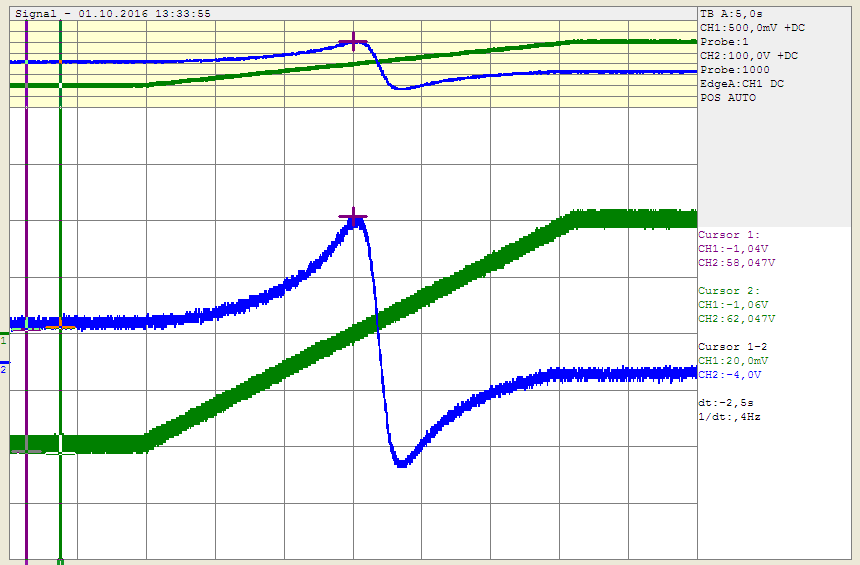 Signal - 01.10.2016 13:33:55
TB A:5,0s
CH1:500,0mV +DC
Probe:1
CH2:100,0V +DC
Probe:1000
EdgeA:CH1 DC
POS AUTO
Cursor 1:
CH1:-1,04V
CH2:58,047V
Cursor 2:
CH1:-1,06V
CH2:62,047V
Cursor 1-2
CH1:20,0mV
CH2:-4,0V
dt:-2,5s
1/dt:,4Hz
1
2